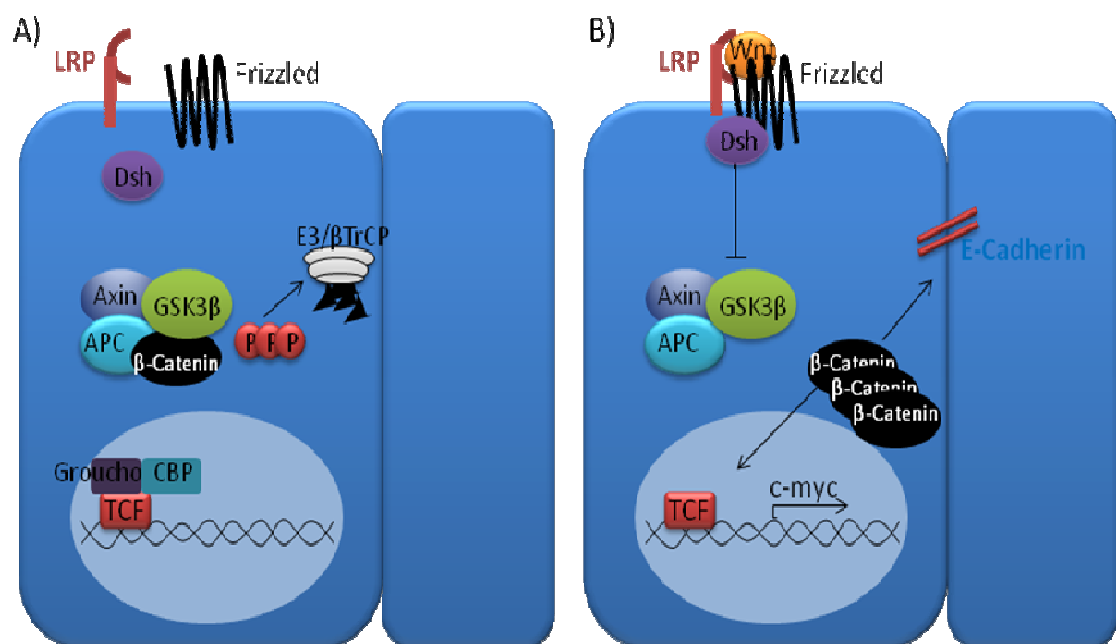 A)
LRP
Frizzled
Dsh
E3/βTrCP
Axin
GSK3β
APC
P P P
β-Catenin
Groucho CBP
TCF
B)
Wnt
LRP
Frizzled
Dsh
E-Cadherin
Axin
GSK3β
APC
β-Catenin
β-Catenin
β-Catenin
c-myc
TCF